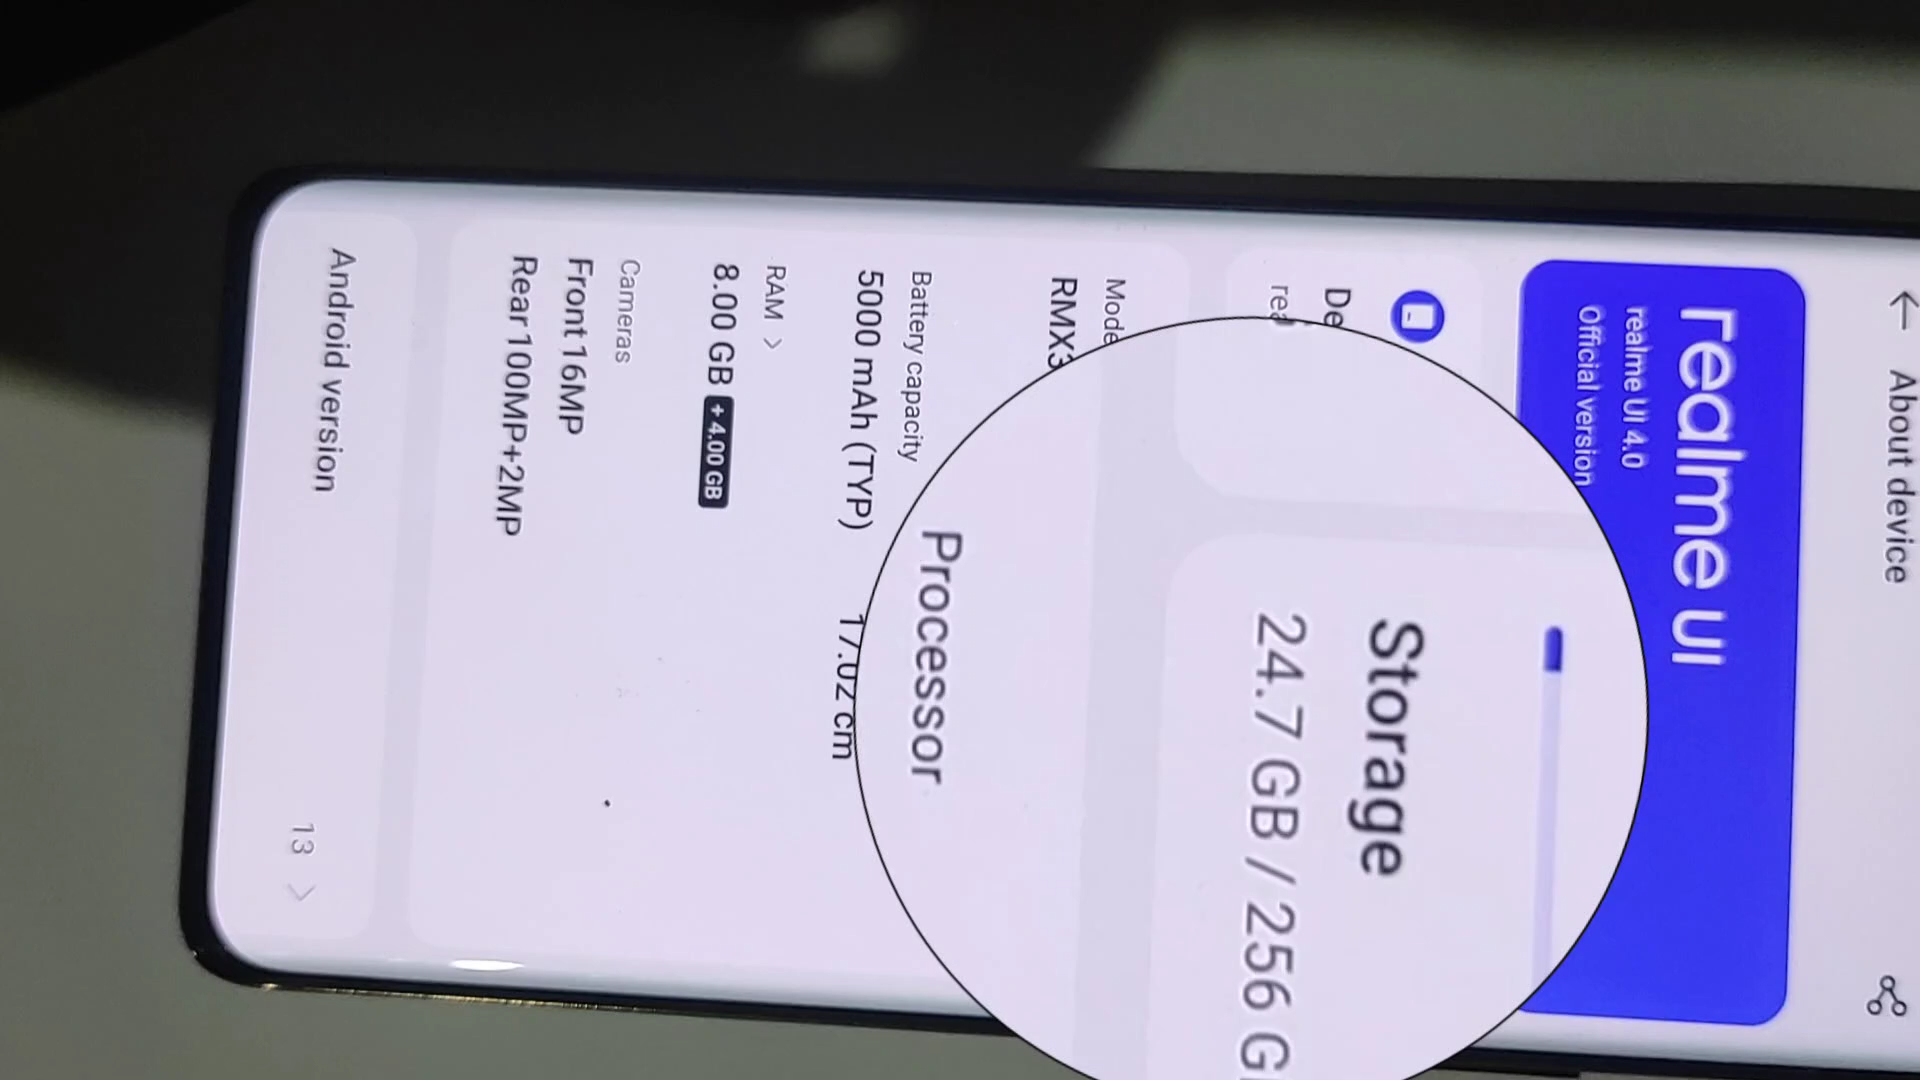 About device
realme UI
realme UI 4.0
Official version
Storage
24.7 GB / 256 G
Processor
Battery capacity
5000 mAh (TYP)
17.02 cm
RAM >
8.00 GB + 4.00 GB
Cameras
Front 16MP
Rear 100MP+2MP
Android version
13 >